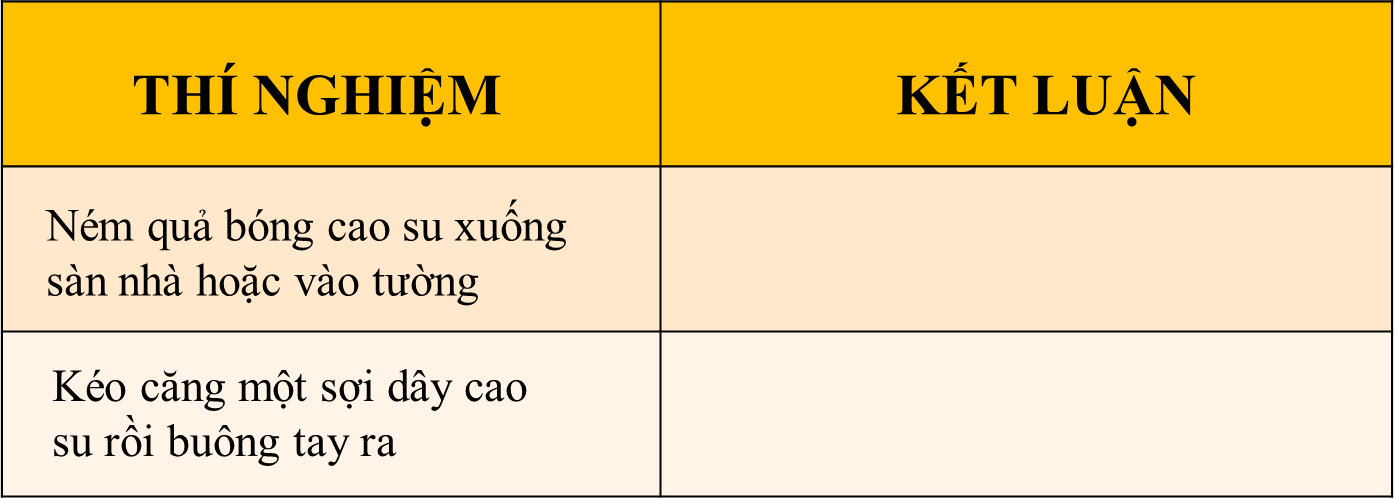 THÍ NGHIỆM
KẾT LUẬN
Ném quả bóng cao su xuống
sàn nhà hoặc vào tường
Kéo căng một sợi dây cao
su rồi buông tay ra